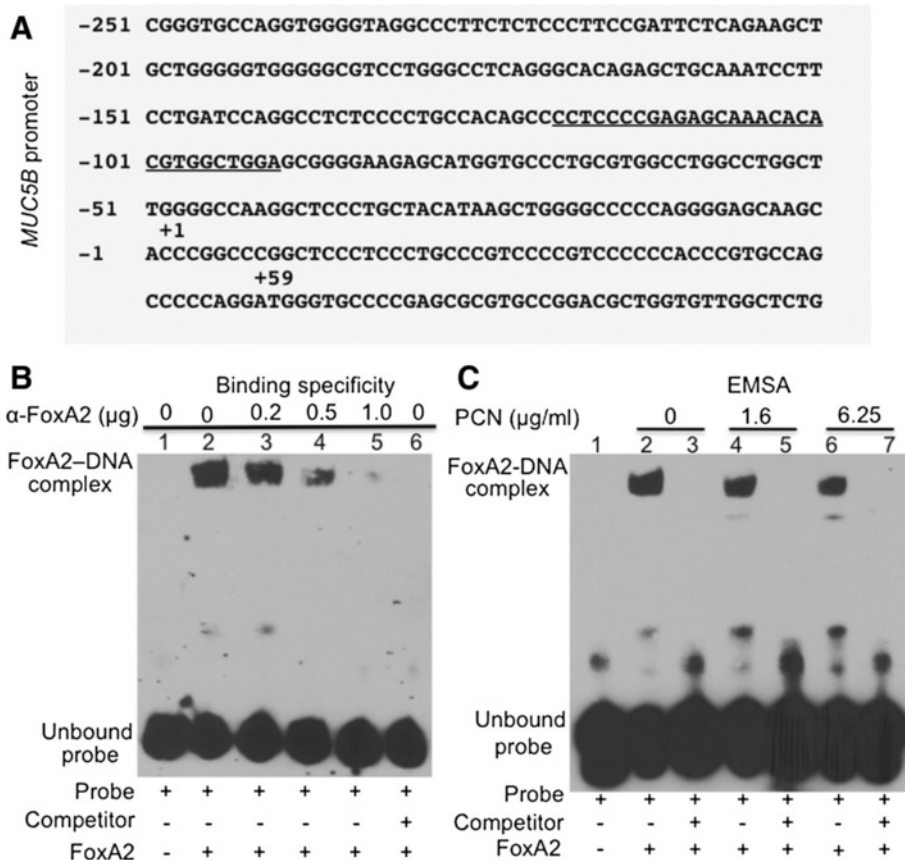 A
MUC5B promoter
-251 CGGGTGCCAGGTGGGGTAGGCCCTTCTCTCCCTTCCGATTCTCAGAAGCT
-201 GCTGGGGGTGGGGGCGTCCTGGGCCTCAGGGCACAGAGCTGCAAATCCTT
-151 CCTGATCCAGGCCTCTCCCCTGCCACAGCCCCTCCCCGAGAGCAAACACA
-101 CGTGGCTGGAGCGGGGAAGAGCATGGTGCCCTGCGTGGCCTGGCCTGGCT
-51 TGGGGCCAAGGCTCCCTGCTACATAAGCTGGGGCCCCCAGGGGAGCAAGC
+1
-1 ACCCGGCCCGGCTCCCTCCCTGCCCGTCCCCGTCCCCCCACCCGTGCCAG
+59
CCCCCAGGATGGGTGCCCCGAGCGCGTGCCGGACGCTGGTGTTGGCTCTG
B
Binding specificity
α-FoxA2 (μg) 0 0 0.2 0.5 1.0 0
1 2 3 4 5 6
FoxA2–DNA
complex
Unbound
probe
Probe + + + + + +
Competitor - - - - - +
FoxA2 - + + + + +
C
EMSA
PCN (μg/ml) 0 1.6 6.25
1 2 3 4 5 6 7
FoxA2-DNA
complex
Unbound
probe
Probe + + + + + + +
Competitor - - + - + - +
FoxA2 - + + + + + +